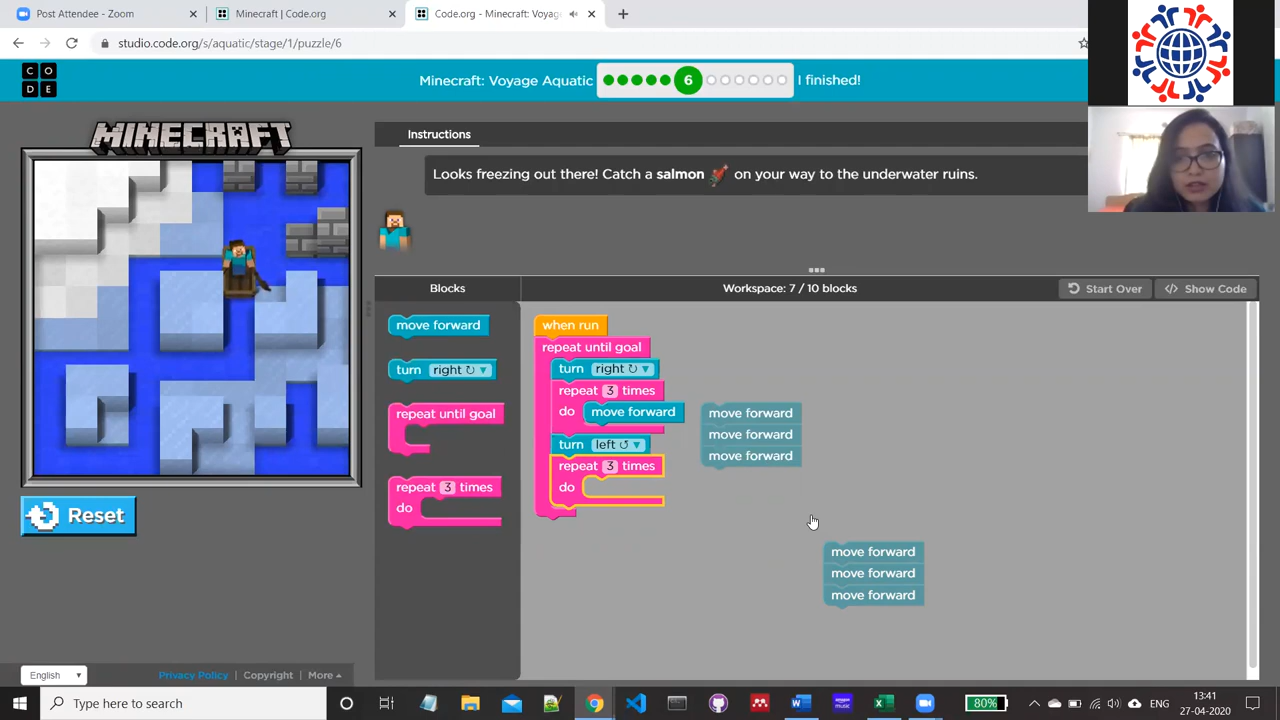 Post Attendee - Zoom
Minecraft | Code.org
Code.org - Minecraft: Voyag
studio.code.org/s/aquatic/stage/1/puzzle/6
C O
D E
Minecraft: Voyage Aquatic
6
I finished!
MINECRAFT
Instructions
Looks freezing out there! Catch a salmon on your way to the underwater ruins.
Blocks
Workspace: 7 / 10 blocks
Start Over
Show Code
move forward
turn right ↻
repeat until goal
repeat 3 times
do
when run
repeat until goal
turn right ↻
repeat 3 times
do move forward
turn left ↺
repeat 3 times
do
move forward
move forward
move forward
move forward
move forward
move forward
Reset
English
Privacy Policy | Copyright | More
Type here to search
80%
ENG
13:41
27-04-2020